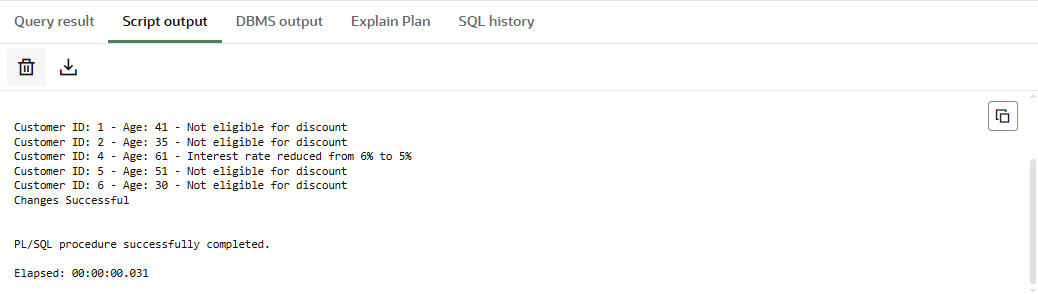 Query result Script output DBMS output Explain Plan SQL history
Customer ID: 1 - Age: 41 - Not eligible for discount
Customer ID: 2 - Age: 35 - Not eligible for discount
Customer ID: 4 - Age: 61 - Interest rate reduced from 6% to 5%
Customer ID: 5 - Age: 51 - Not eligible for discount
Customer ID: 6 - Age: 30 - Not eligible for discount
Changes Successful
PL/SQL procedure successfully completed.
Elapsed: 00:00:00.031